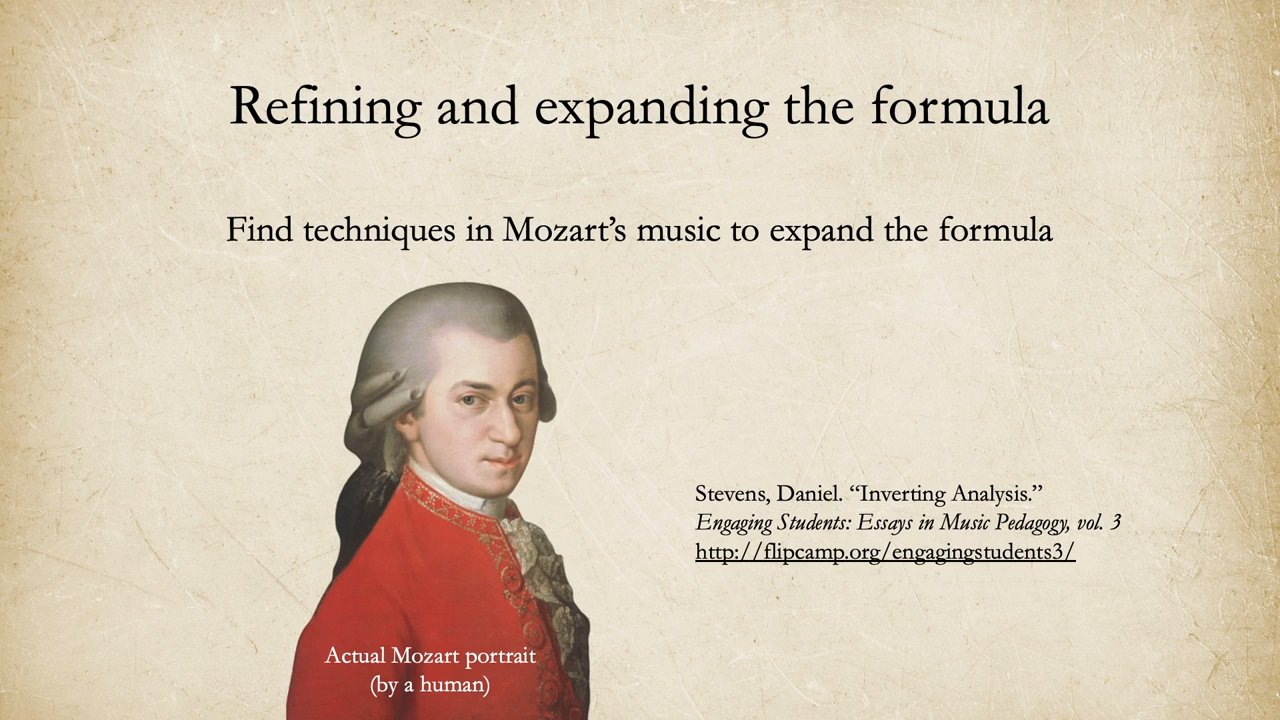 Refining and expanding the formula
Find techniques in Mozart’s music to expand the formula
Stevens, Daniel. “Inverting Analysis.”
Engaging Students: Essays in Music Pedagogy, vol. 3
http://flipcamp.org/engagingstudents3/
Actual Mozart portrait
(by a human)